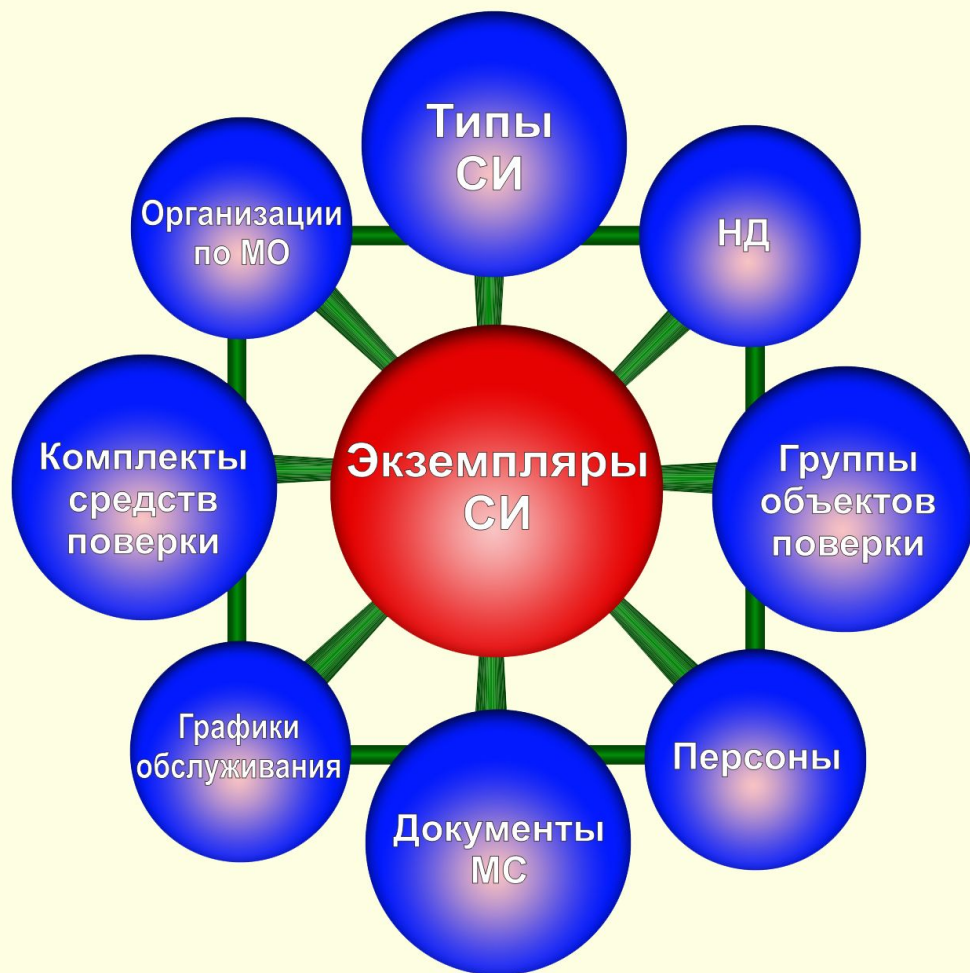 Типы
СИ
Организации
по МО
НД
Комплекты
средств
поверки
Экземпляры
СИ
Группы
объектов
поверки
Графики
обслуживания
Документы
МС
Персоны